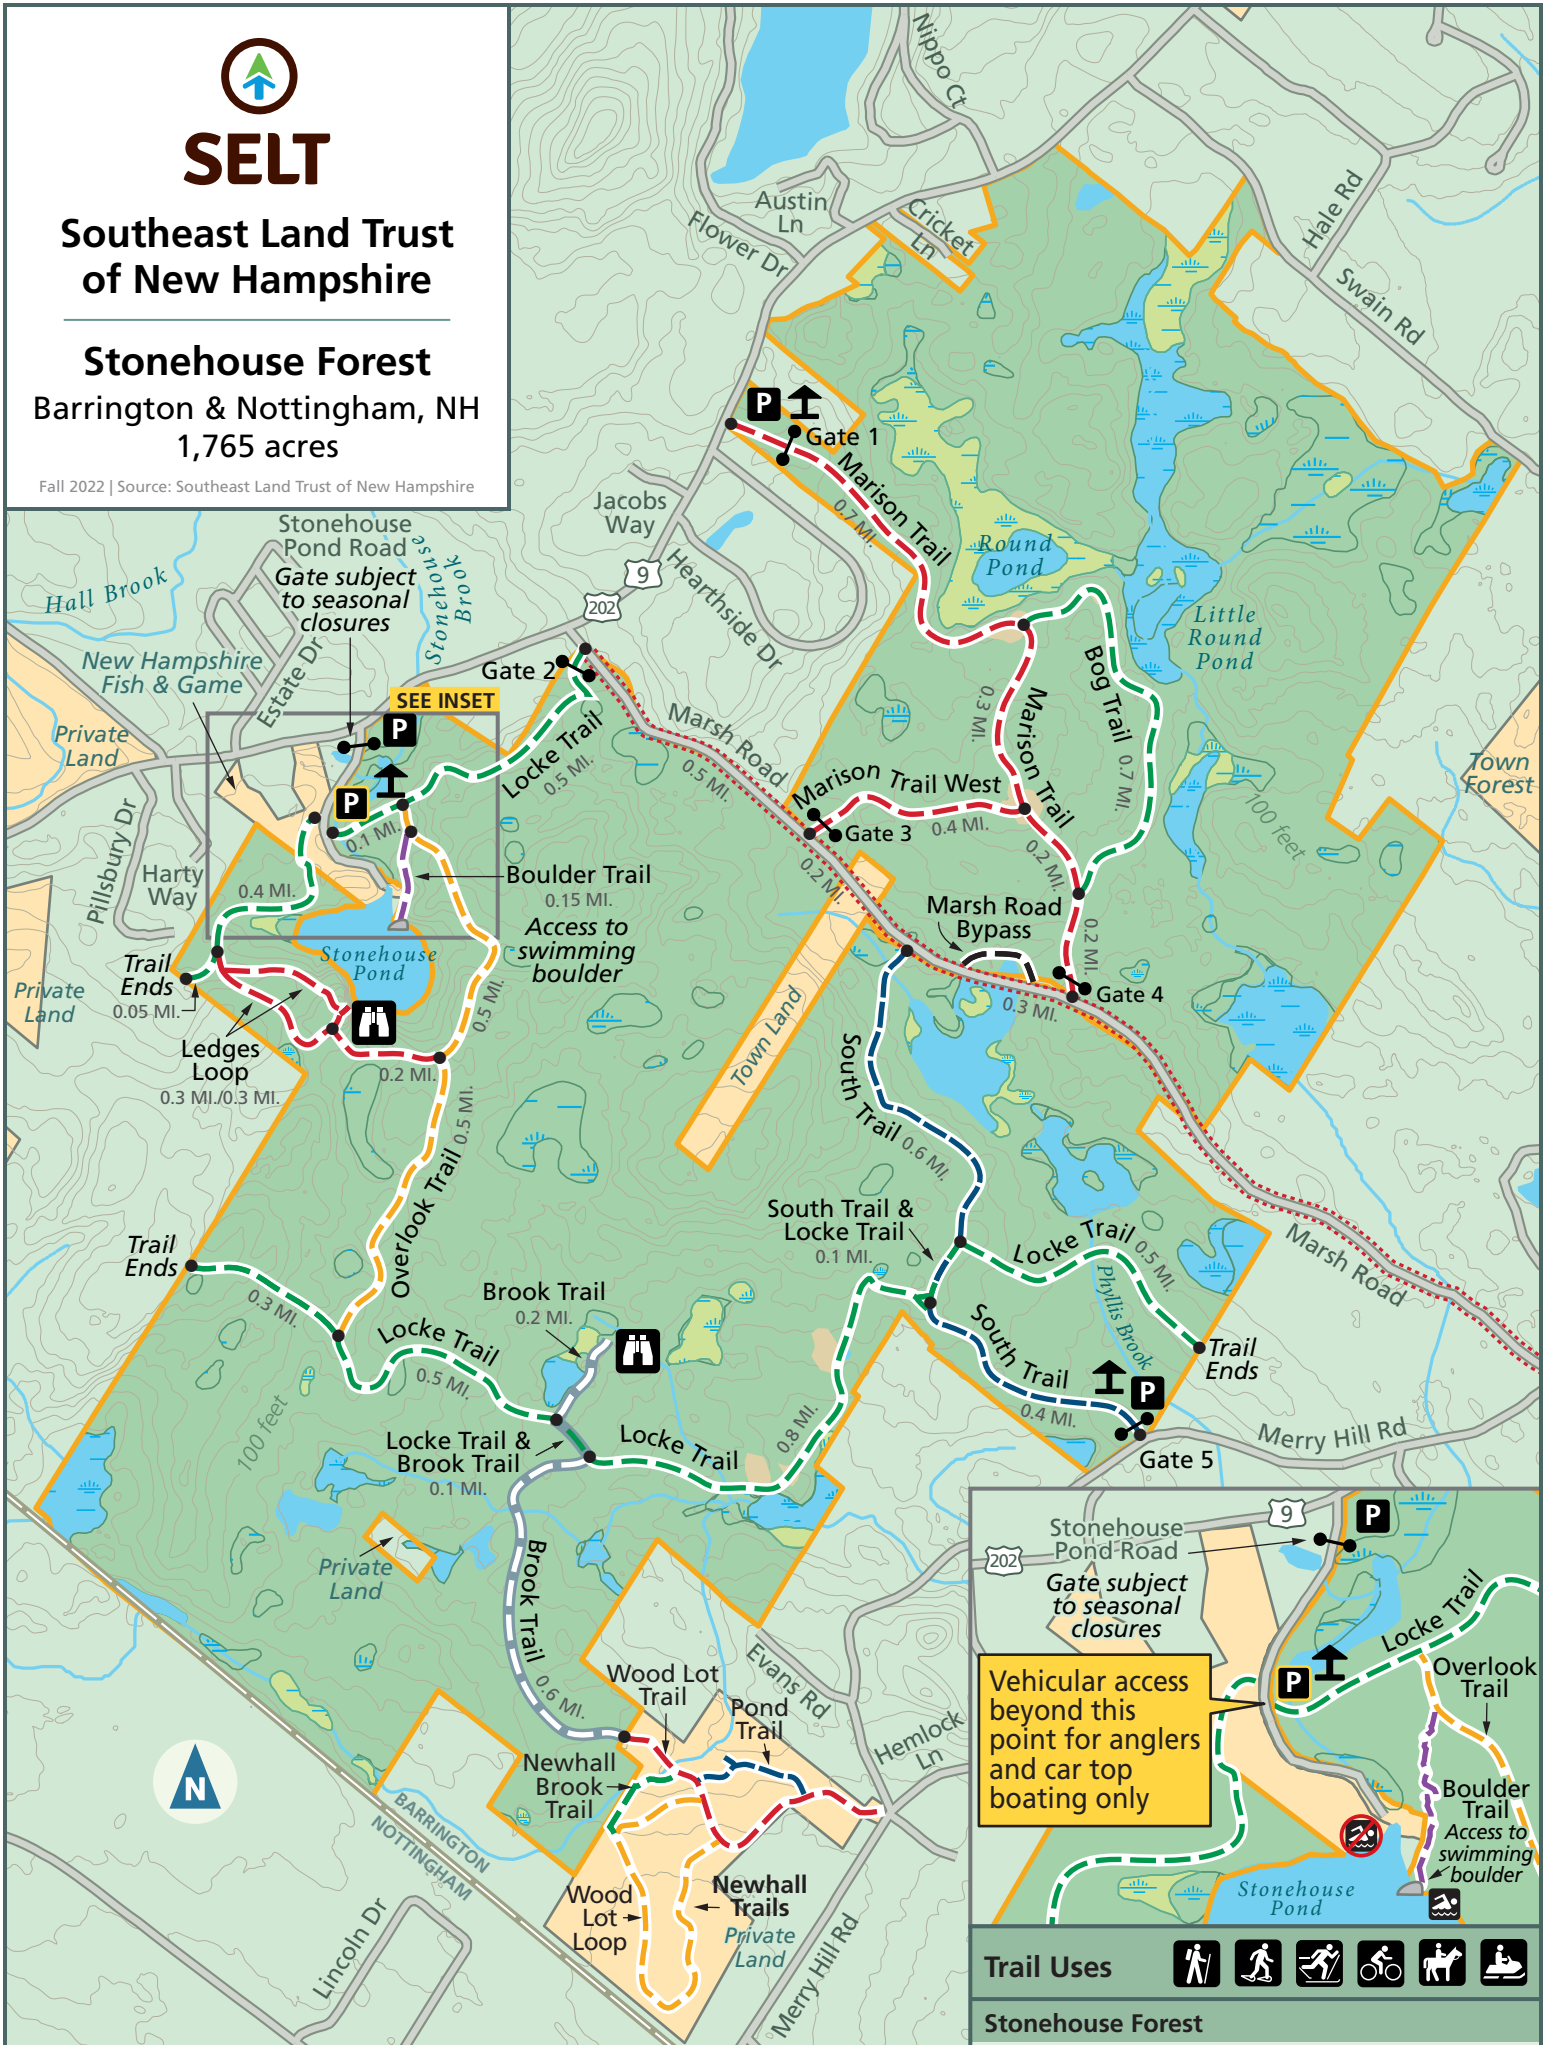 SELT
Southeast Land Trust
of New Hampshire
Stonehouse Forest
Barrington & Nottingham, NH
1,765 acres
Fall 2022 | Source: Southeast Land Trust of New Hampshire
Nippo Ct
Austin
Ln
Cricket
Ln
Flower Dr
Hale Rd
Swain Rd
P
Gate 1
Marison Trail
0.7 MI.
Round
Pond
Jacobs
Way
Hearthside Dr
9
202
Stonehouse
Pond Road
Gate subject
to seasonal
closures
Stonehouse
Brook
Hall Brook
New Hampshire
Fish & Game
Estate Dr
Private
Land
Gate 2
SEE INSET
P
P
0.1 MI.
Locke Trail
0.5 MI.
Marsh Road
0.5 MI.
Little
Round
Pond
Bog Trail
0.7 MI.
0.3 MI.
Marison Trail
Marison Trail West
0.4 MI.
Gate 3
0.2 MI.
0.2 MI.
Town
Forest
100 feet
Pillsbury Dr
Harty
Way
0.4 MI.
Boulder Trail
0.15 MI.
Access to
swimming
boulder
Marsh Road
Bypass
0.2 MI.
Gate 4
0.3 MI.
Stonehouse
Pond
Trail
Ends
0.05 MI.
Private
Land
Ledges
Loop
0.3 MI./0.3 MI.
0.2 MI.
0.5 MI.
Town Land
South Trail
0.6 MI.
Overlook Trail 0.5 MI.
South Trail &
Locke Trail
0.1 MI.
Locke Trail
0.5 MI.
Marsh Road
Phyllis Brook
Trail
Ends
Trail
Ends
0.3 MI.
Locke Trail
0.5 MI.
Brook Trail
0.2 MI.
South Trail
0.4 MI.
P
Gate 5
Merry Hill Rd
100 feet
Locke Trail &
Brook Trail
0.1 MI.
Locke Trail
0.8 MI.
Private
Land
Brook Trail
0.6 MI.
Wood Lot
Trail
Evans Rd
Pond
Trail
Hemlock
Ln
Newhall
Brook
Trail
N
BARRINGTON
NOTTINGHAM
Wood
Lot
Loop
Newhall
Trails
Private
Land
Lincoln Dr
Merry Hill Rd
9
P
Stonehouse
Pond Road
202
Gate subject
to seasonal
closures
Locke Trail
Vehicular access
beyond this
point for anglers
and car top
boating only
P
Overlook
Trail
Boulder
Trail
Access to
swimming
boulder
Stonehouse
Pond
Trail Uses
Stonehouse Forest